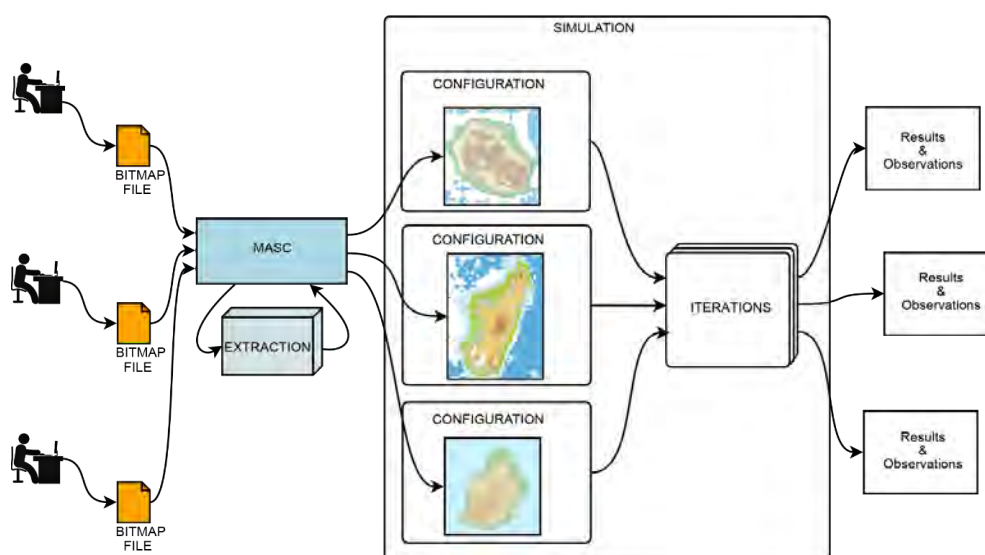 SIMULATION
CONFIGURATION
BITMAP
FILE
MASC
EXTRACTION
CONFIGURATION
BITMAP
FILE
ITERATIONS
CONFIGURATION
BITMAP
FILE
Results
&
Observations
Results
&
Observations
Results
&
Observations